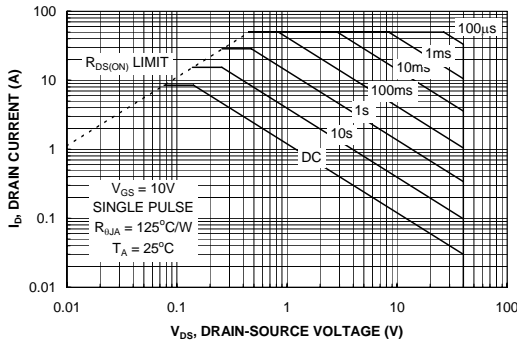 I_D, DRAIN CURRENT (A)
100
10
1
0.1
0.01
R_DS(ON) LIMIT
100µs
1ms
10ms
100ms
1s
10s
DC
V_GS = 10V
SINGLE PULSE
R_θJA = 125°C/W
T_A = 25°C
0.01
0.1
1
10
100
V_DS, DRAIN-SOURCE VOLTAGE (V)